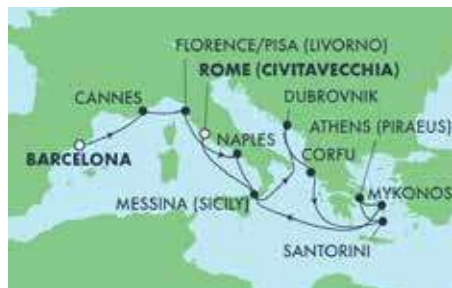 FLORENCE/PISA (LIVORNO)
ROME (CIVITAVECCHIA)
CANNES
DUBROVNIK
ATHENS (PIRAEUS)
NAPLES
BARCELONA
CORFU
MYKONOS
MESSINA (SICILY)
SANTORINI